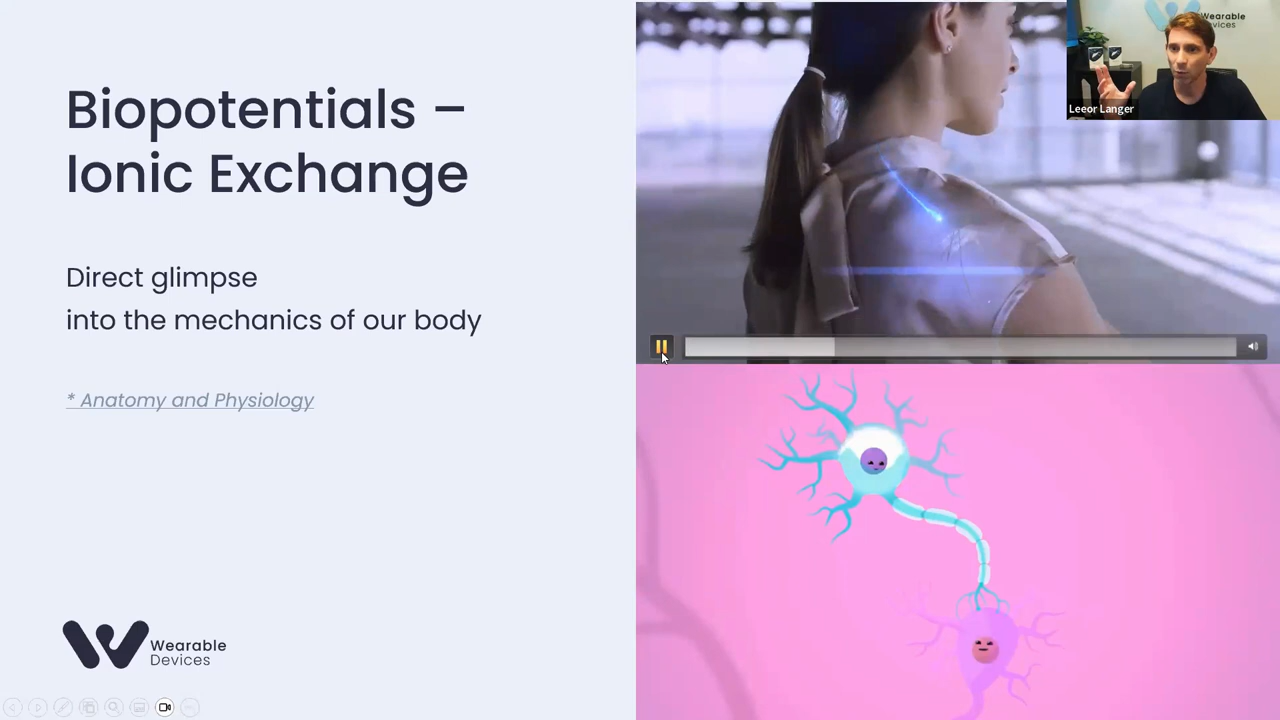 Biopotentials –
Ionic Exchange
Direct glimpse
into the mechanics of our body
* Anatomy and Physiology
Wearable
Devices
Wearable
Devices
Leeor Langer